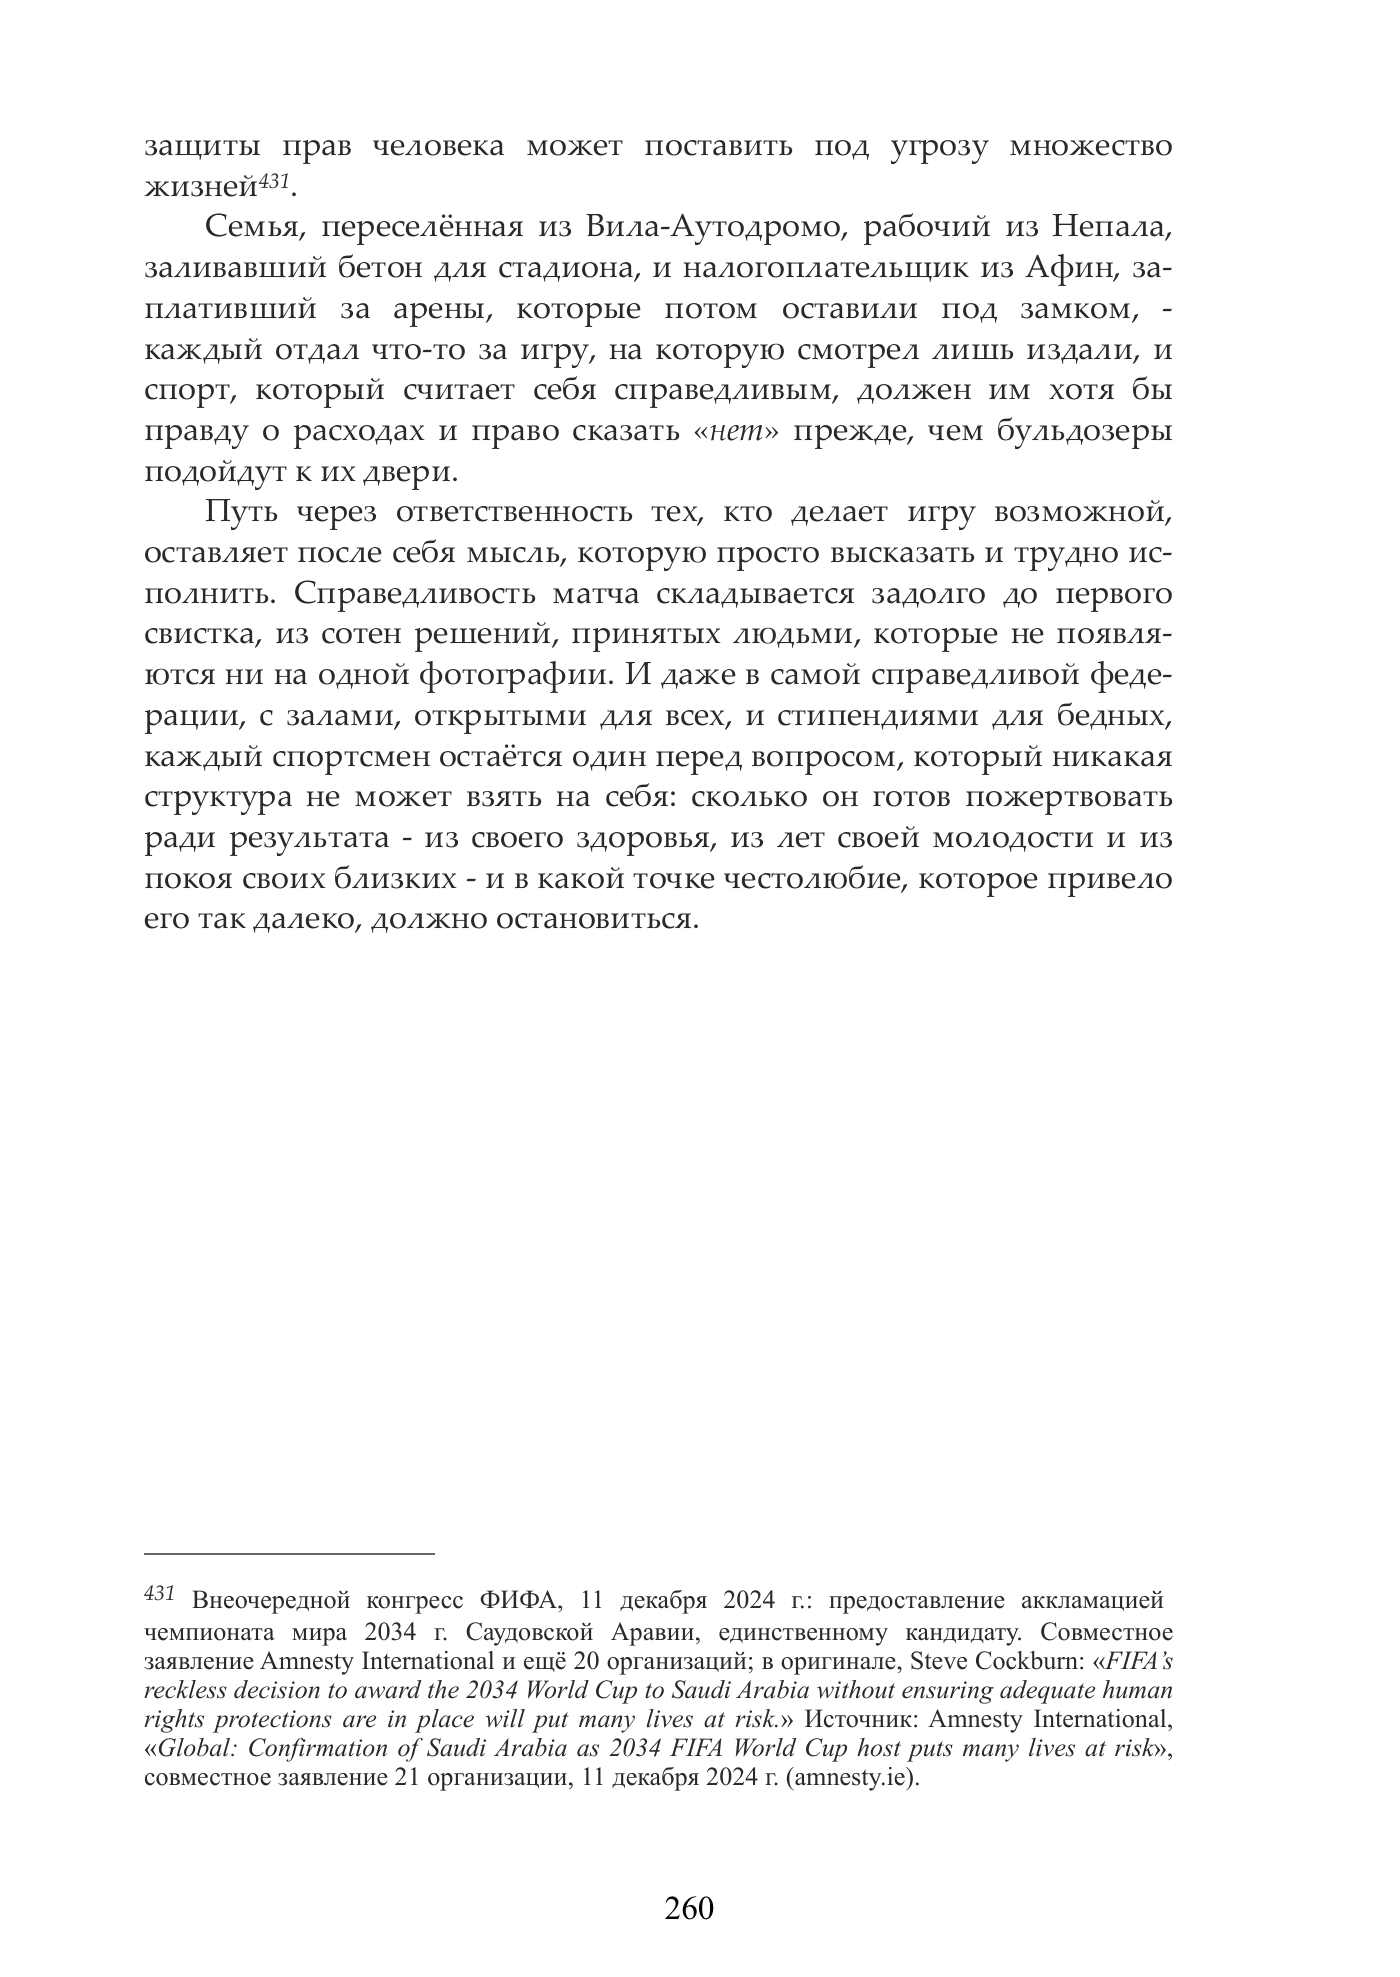 защиты прав человека может поставить под угрозу множество
жизней431.
Семья, переселённая из Вила-Аутодромо, рабочий из Непала,
заливавший бетон для стадиона, и налогоплательщик из Афин, за-
плативший за арены, которые потом оставили под замком, -
каждый отдал что-то за игру, на которую смотрел лишь издали, и
спорт, который считает себя справедливым, должен им хотя бы
правду о расходах и право сказать «нет» прежде, чем бульдозеры
подойдут к их двери.
Путь через ответственность тех, кто делает игру возможной,
оставляет после себя мысль, которую просто высказать и трудно ис-
полнить. Справедливость матча складывается задолго до первого
свистка, из сотен решений, принятых людьми, которые не появля-
ются ни на одной фотографии. И даже в самой справедливой феде-
рации, с залами, открытыми для всех, и стипендиями для бедных,
каждый спортсмен остаётся один перед вопросом, который никакая
структура не может взять на себя: сколько он готов пожертвовать
ради результата - из своего здоровья, из лет своей молодости и из
покоя своих близких - и в какой точке честолюбие, которое привело
его так далеко, должно остановиться.
431 Внеочередной конгресс ФИФА, 11 декабря 2024 г.: предоставление аккламацией
чемпионата мира 2034 г. Саудовской Аравии, единственному кандидату. Совместное
заявление Amnesty International и ещё 20 организаций; в оригинале, Steve Cockburn: «FIFA’s
reckless decision to award the 2034 World Cup to Saudi Arabia without ensuring adequate human
rights protections are in place will put many lives at risk.» Источник: Amnesty International,
«Global: Confirmation of Saudi Arabia as 2034 FIFA World Cup host puts many lives at risk»,
совместное заявление 21 организации, 11 декабря 2024 г. (amnesty.ie).
260